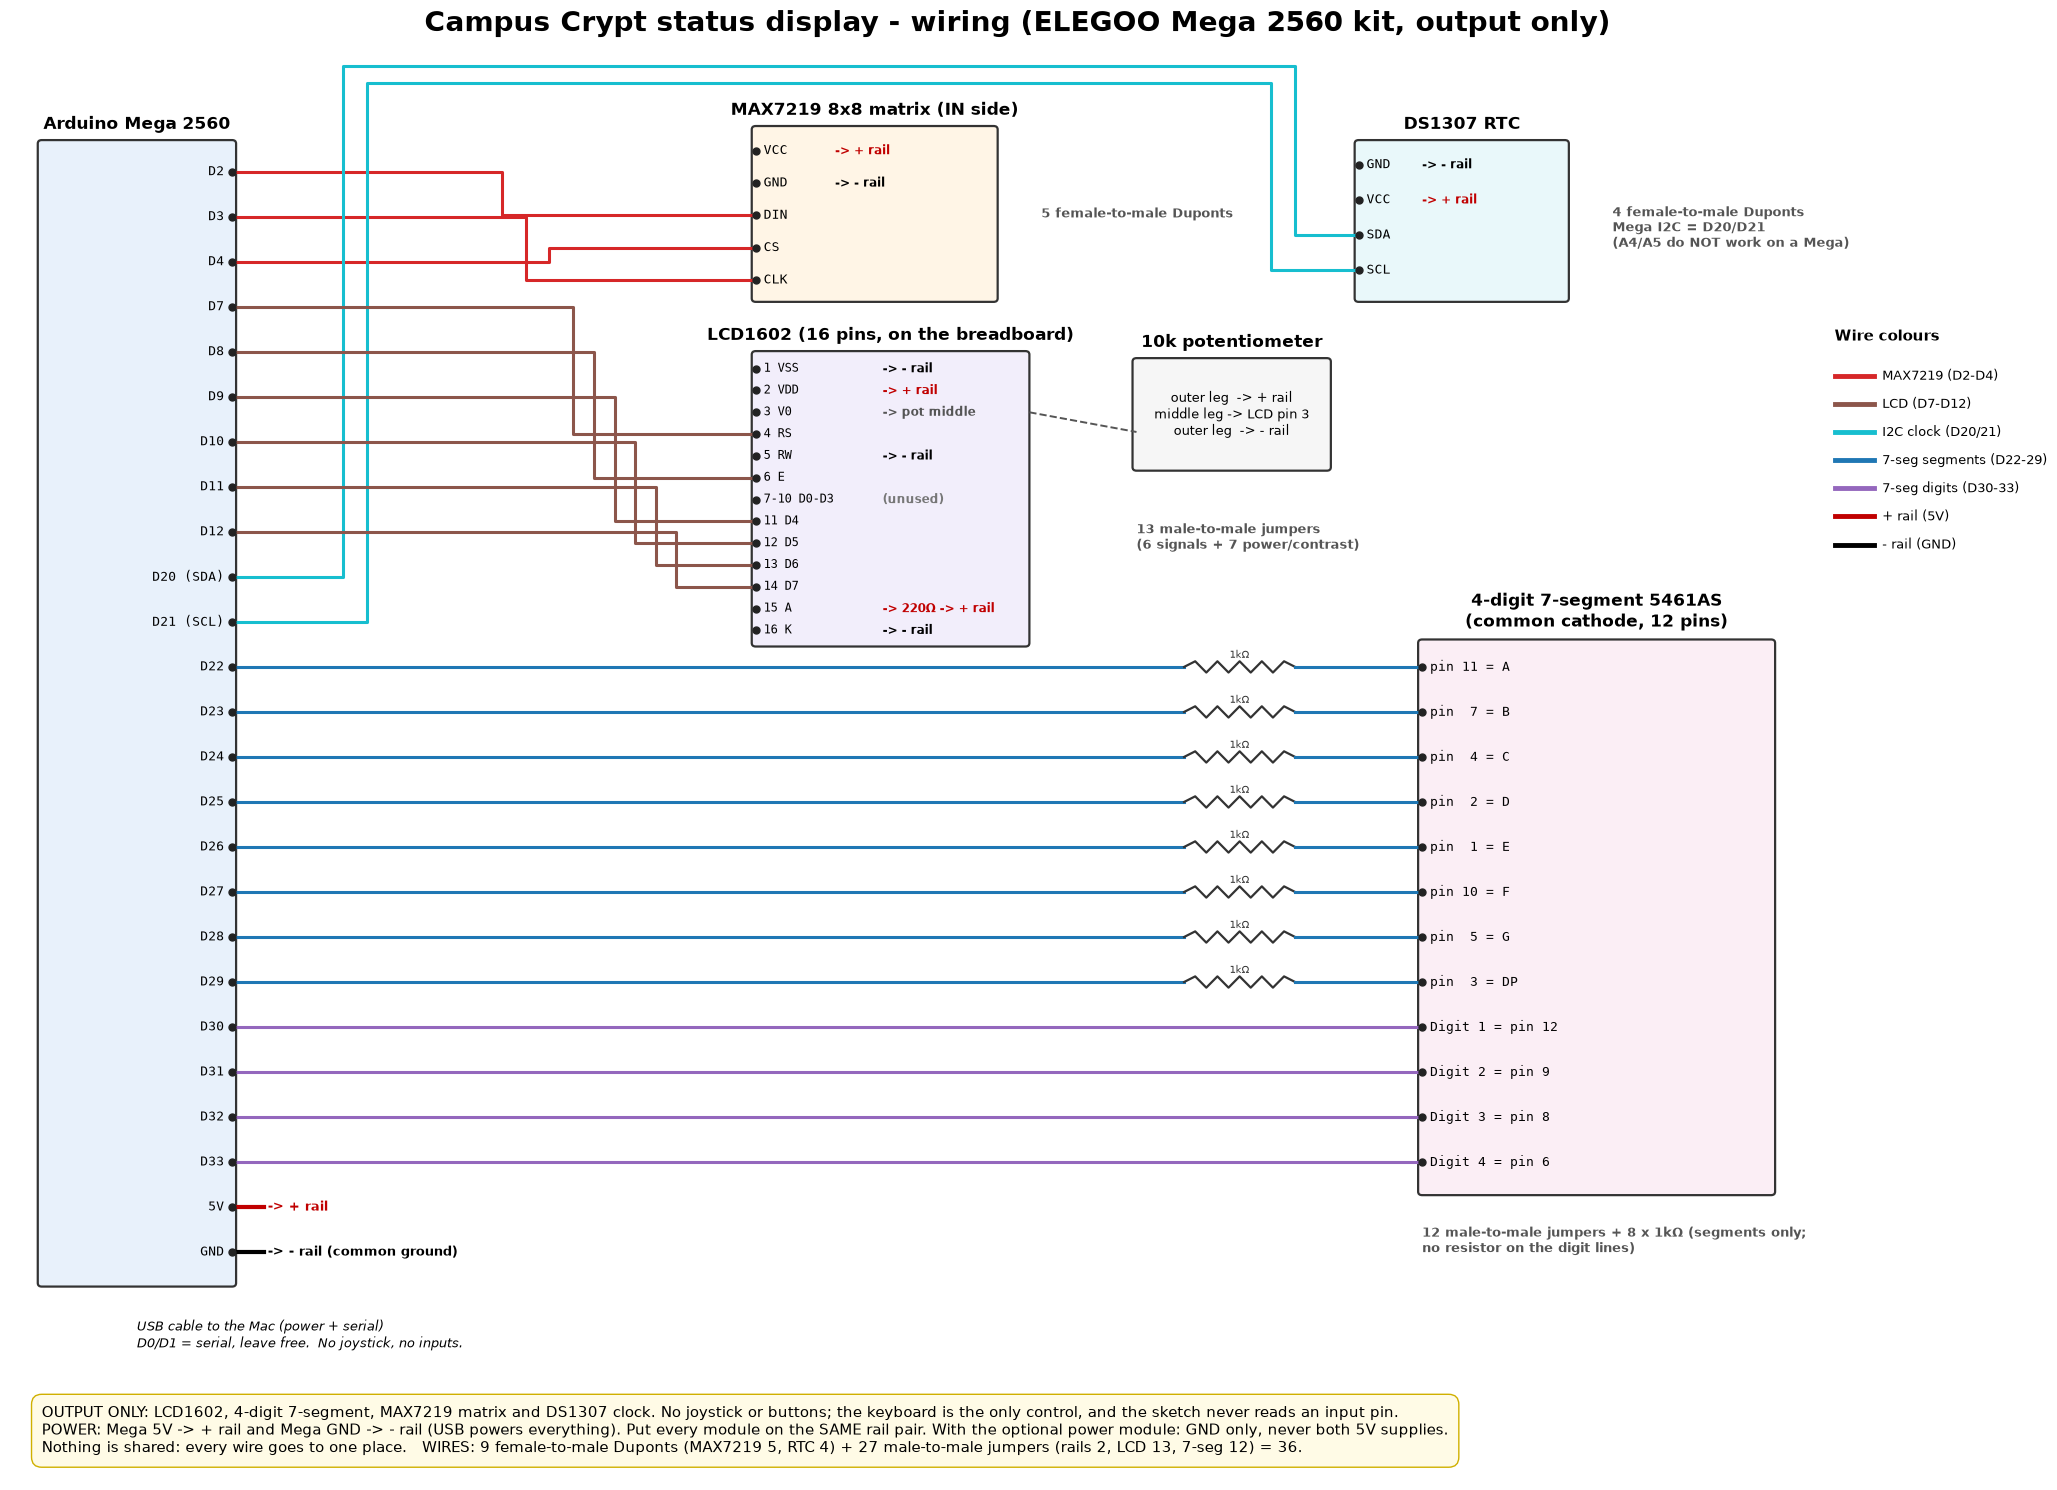 Campus Crypt status display - wiring (ELEGOO Mega 2560 kit, output only)
Arduino Mega 2560
D2
D3
D4
D7
D8
D9
D10
D11
D12
D20 (SDA)
D21 (SCL)
D22
D23
D24
D25
D26
D27
D28
D29
D30
D31
D32
D33
5V -> + rail
GND -> - rail (common ground)
USB cable to the Mac (power + serial)
D0/D1 = serial, leave free.  No joystick, no inputs.
MAX7219 8x8 matrix (IN side)
VCC -> + rail
GND -> - rail
DIN
CS
CLK
5 female-to-male Duponts
DS1307 RTC
GND -> - rail
VCC -> + rail
SDA
SCL
4 female-to-male Duponts
Mega I2C = D20/D21
(A4/A5 do NOT work on a Mega)
LCD1602 (16 pins, on the breadboard)
1 VSS -> - rail
2 VDD -> + rail
3 V0 -> pot middle
4 RS
5 RW -> - rail
6 E
7-10 D0-D3 (unused)
11 D4
12 D5
13 D6
14 D7
15 A -> 220Ω -> + rail
16 K -> - rail
10k potentiometer
outer leg  -> + rail
middle leg -> LCD pin 3
outer leg  -> - rail
13 male-to-male jumpers
(6 signals + 7 power/contrast)
Wire colours
MAX7219 (D2-D4)
LCD (D7-D12)
I2C clock (D20/21)
7-seg segments (D22-29)
7-seg digits (D30-33)
+ rail (5V)
- rail (GND)
4-digit 7-segment 5461AS
(common cathode, 12 pins)
1kΩ
1kΩ
1kΩ
1kΩ
1kΩ
1kΩ
1kΩ
1kΩ
pin 11 = A
pin  7 = B
pin  4 = C
pin  2 = D
pin  1 = E
pin 10 = F
pin  5 = G
pin  3 = DP
Digit 1 = pin 12
Digit 2 = pin 9
Digit 3 = pin 8
Digit 4 = pin 6
12 male-to-male jumpers + 8 x 1kΩ (segments only;
no resistor on the digit lines)
OUTPUT ONLY: LCD1602, 4-digit 7-segment, MAX7219 matrix and DS1307 clock. No joystick or buttons; the keyboard is the only control, and the sketch never reads an input pin.
POWER: Mega 5V -> + rail and Mega GND -> - rail (USB powers everything). Put every module on the SAME rail pair. With the optional power module: GND only, never both 5V supplies.
Nothing is shared: every wire goes to one place.   WIRES: 9 female-to-male Duponts (MAX7219 5, RTC 4) + 27 male-to-male jumpers (rails 2, LCD 13, 7-seg 12) = 36.